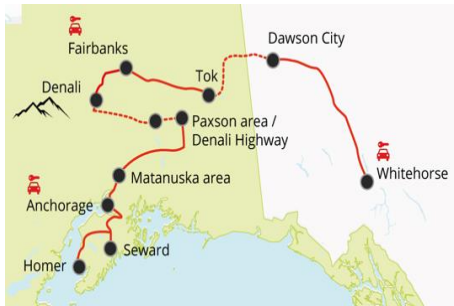 Fairbanks
Dawson City
Denali
Tok
Paxson area /
Denali Highway
Matanuska area
Whitehorse
Anchorage
Seward
Homer